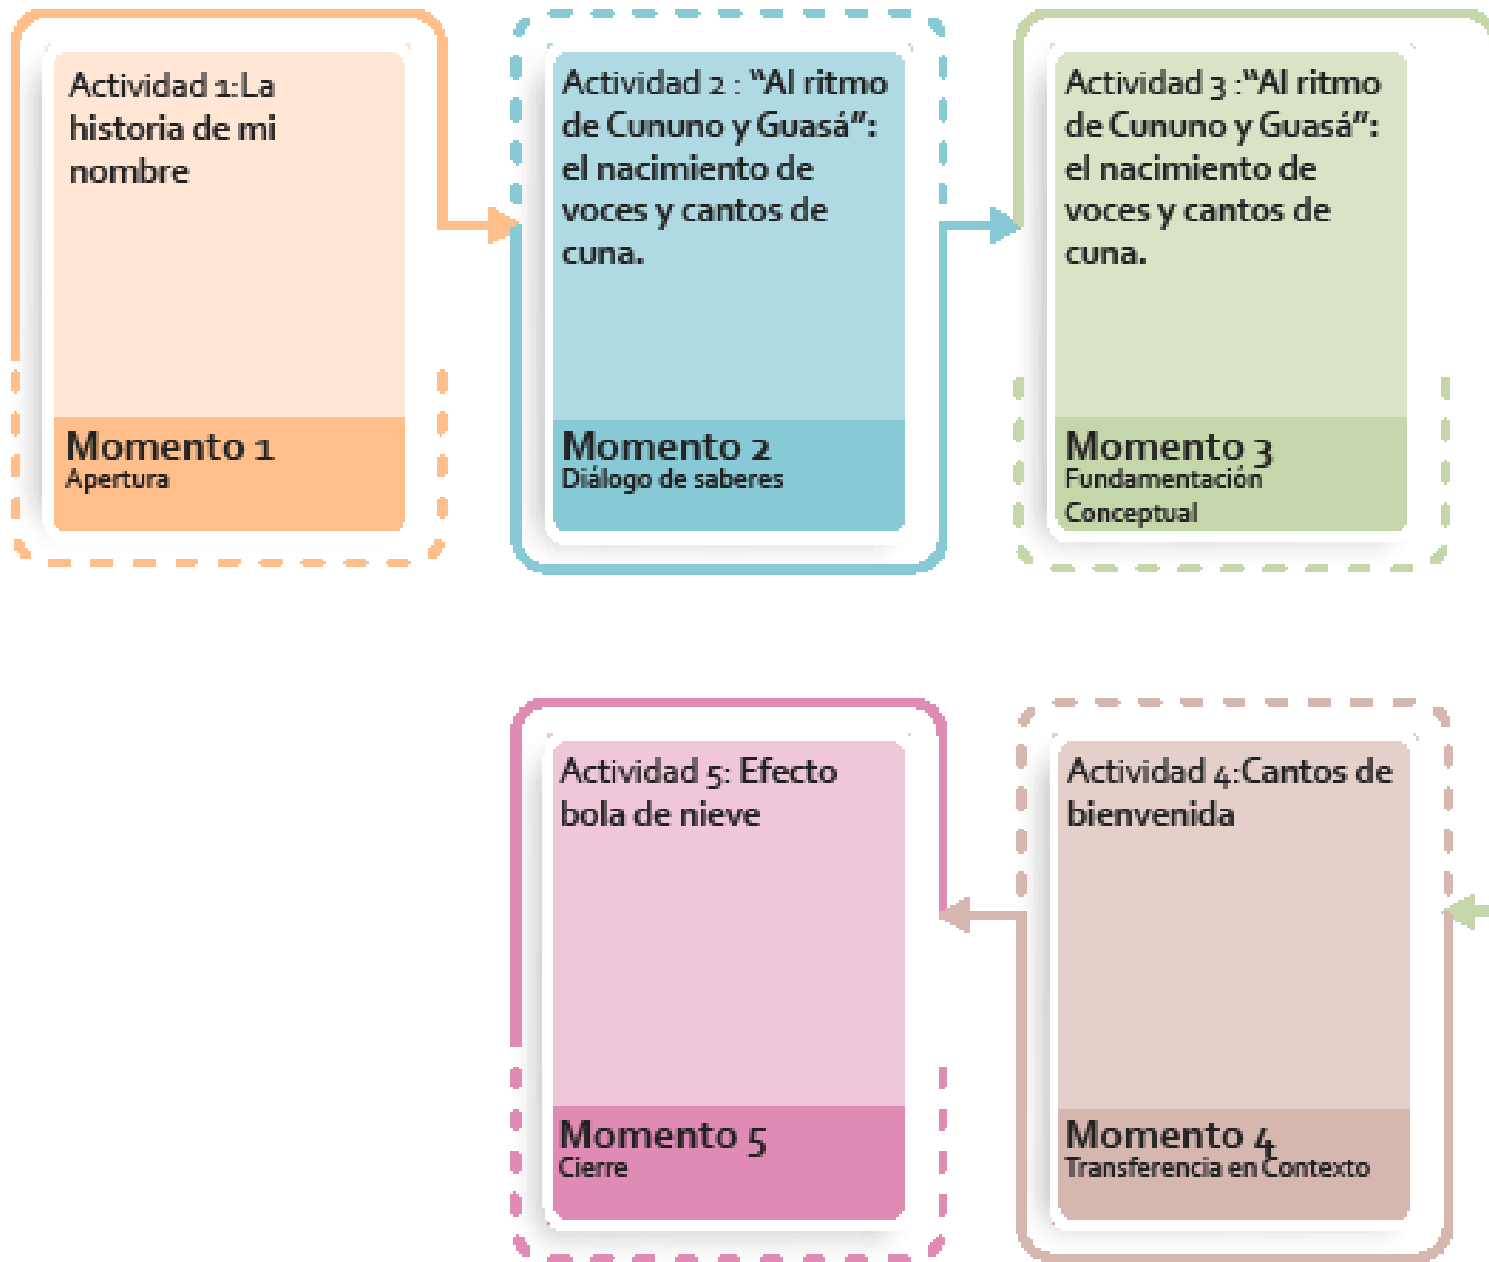 Actividad 1:La
historia de mi
nombre
Momento 1
Apertura
Actividad 2 : “Al ritmo
de Cununo y Guasá”:
el nacimiento de
voces y cantos de
cuna.
Momento 2
Diálogo de saberes
Actividad 3 :“Al ritmo
de Cununo y Guasá”:
el nacimiento de
voces y cantos de
cuna.
Momento 3
Fundamentación
Conceptual
Actividad 4:Cantos de
bienvenida
Momento 4
Transferencia en Contexto
Actividad 5: Efecto
bola de nieve
Momento 5
Cierre